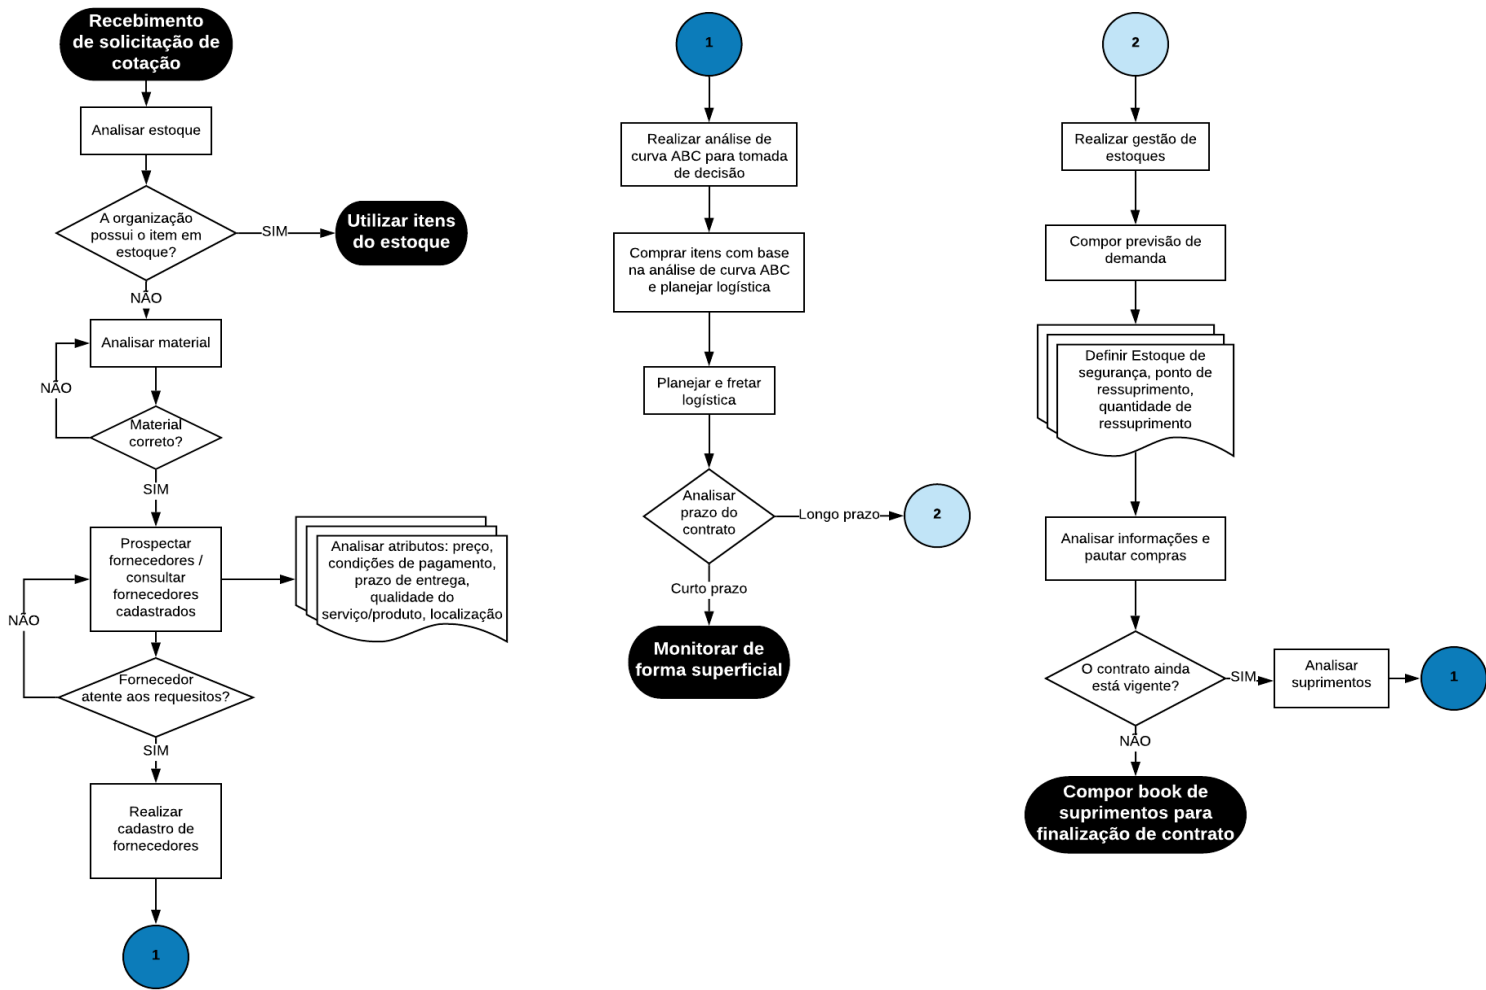 Recebimento
de solicitação de
cotação
Analisar estoque
A organização
possui o item em
estoque?
SIM
Utilizar itens
do estoque
NÃO
Analisar material
NÃO
Material
correto?
SIM
Prospectar
fornecedores /
consultar
fornecedores
cadastrados
Analisar atributos: preço,
condições de pagamento,
prazo de entrega,
qualidade do
serviço/produto, localização
NÃO
Fornecedor
atente aos requesitos?
SIM
Realizar
cadastro de
fornecedores
1
1
Realizar análise de
curva ABC para tomada
de decisão
Comprar itens com base
na análise de curva ABC
e planejar logística
Planejar e fretar
logística
Analisar
prazo do
contrato
Longo prazo
2
Curto prazo
Monitorar de
forma superficial
2
Realizar gestão de
estoques
Compor previsão de
demanda
Definir Estoque de
segurança, ponto de
ressuprimento,
quantidade de
ressuprimento
Analisar informações e
pautar compras
O contrato ainda
está vigente?
SIM
Analisar
suprimentos
1
NÃO
Compor book de
suprimentos para
finalização de contrato